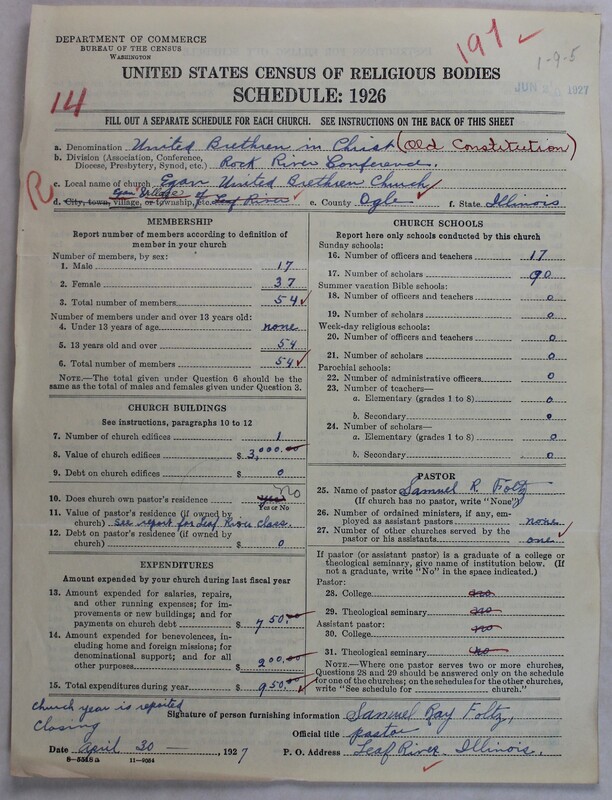 DEPARTMENT OF COMMERCE
BUREAU OF THE CENSUS
WASHINGTON
197 ✓
1-9-5
JUN 1927
UNITED STATES CENSUS OF RELIGIOUS BODIES
SCHEDULE: 1926
14
FILL OUT A SEPARATE SCHEDULE FOR EACH CHURCH. SEE INSTRUCTIONS ON THE BACK OF THIS SHEET
a. Denomination United Brethren in Christ (Old Constitution)
b. Division (Association, Conference, Diocese, Presbytery, Synod, etc.) Rock River Conference.
R
c. Local name of church Egan United Brethren Church ✓
Egan Village
d. City, town, village, or township, etc. of Leaf River e. County Ogle ✓ f. State Illinois
MEMBERSHIP
Report number of members according to definition of member in your church
Number of members, by sex:
1. Male 17
2. Female 37
3. Total number of members 54 ✓
Number of members under and over 13 years old:
4. Under 13 years of age none
5. 13 years old and over 54
6. Total number of members 54 ✓
NOTE.—The total given under Question 6 should be the same as the total of males and females given under Question 3.
CHURCH BUILDINGS
See instructions, paragraphs 10 to 12
7. Number of church edifices 1
8. Value of church edifices $ 3,000.00
9. Debt on church edifices $ 0
10. Does church own pastor's residence yes no
Yes or No
11. Value of pastor's residence (if owned by church) See report for Leaf River class.
12. Debt on pastor's residence (if owned by church) $ 0
EXPENDITURES
Amount expended by your church during last fiscal year
13. Amount expended for salaries, repairs, and other running expenses; for improvements or new buildings; and for payments on church debt $ 750.00
14. Amount expended for benevolences, including home and foreign missions; for denominational support; and for all other purposes $ 200.00
15. Total expenditures during year $ 950.00 ✓
CHURCH SCHOOLS
Report here only schools conducted by this church
Sunday schools:
16. Number of officers and teachers 17
17. Number of scholars 90
Summer vacation Bible schools:
18. Number of officers and teachers 0
19. Number of scholars 0
Week-day religious schools:
20. Number of officers and teachers 0
21. Number of scholars 0
Parochial schools:
22. Number of administrative officers 0
23. Number of teachers—
a. Elementary (grades 1 to 8) 0
b. Secondary 0
24. Number of scholars—
a. Elementary (grades 1 to 8) 0
b. Secondary 0
PASTOR
25. Name of pastor Samuel R. Foltz
(If church has no pastor, write "None")
26. Number of ordained ministers, if any, employed as assistant pastors none
27. Number of other churches served by the pastor or his assistants one ✓
If pastor (or assistant pastor) is a graduate of a college or theological seminary, give name of institution below. (If not a graduate, write "No" in the space indicated.)
Pastor:
28. College no
29. Theological seminary no
Assistant pastor:
30. College no
31. Theological seminary no
NOTE.—Where one pastor serves two or more churches, Questions 28 and 29 should be answered only on the schedule for one of the churches; on the schedules for the other churches, write "See schedule for church."
church year is reported
closing
Signature of person furnishing information Samuel Ray Foltz,
Official title pastor
Date april 30 — , 1927 P. O. Address Leaf River Illinois.
8-5518 a 11-9064
✓